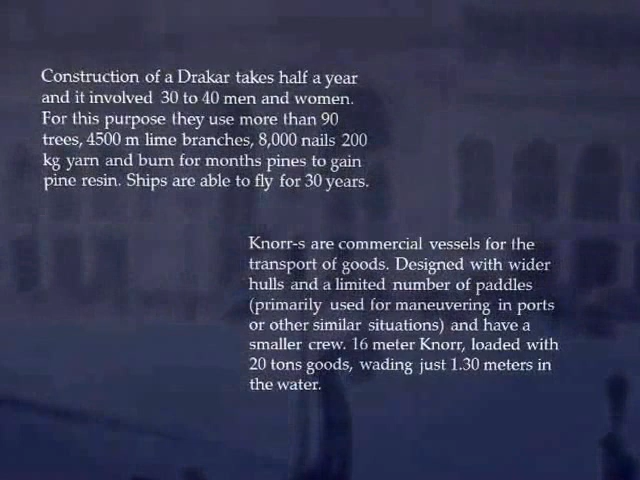 Construction of a Drakar takes half a year
and it involved 30 to 40 men and women.
For this purpose they use more than 90
trees, 4500 m lime branches, 8,000 nails 200
kg yarn and burn for months pines to gain
pine resin. Ships are able to fly for 30 years.
Knorr-s are commercial vessels for the
transport of goods. Designed with wider
hulls and a limited number of paddles
(primarily used for maneuvering in ports
or other similar situations) and have a
smaller crew. 16 meter Knorr, loaded with
20 tons goods, wading just 1.30 meters in
the water.